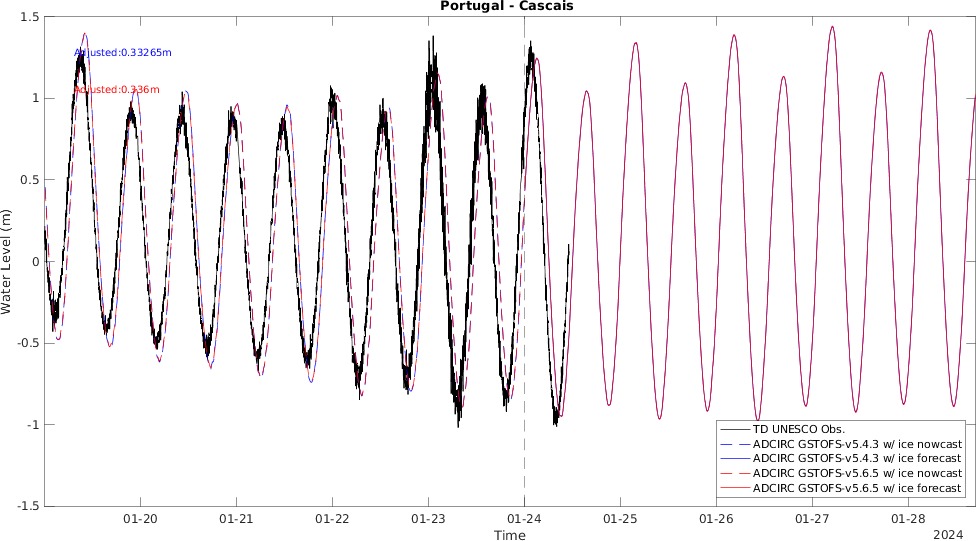 Portugal - Cascais
1.5
Adjusted:0.33265m
Adjusted:0.336m
1
0.5
0
-0.5
-1
-1.5
Water Level (m)
TD UNESCO Obs.
ADCIRC GSTOFS-v5.4.3 w/ ice nowcast
ADCIRC GSTOFS-v5.4.3 w/ ice forecast
ADCIRC GSTOFS-v5.6.5 w/ ice nowcast
ADCIRC GSTOFS-v5.6.5 w/ ice forecast
01-20 01-21 01-22 01-23 01-24 01-25 01-26 01-27 01-28
Time
2024